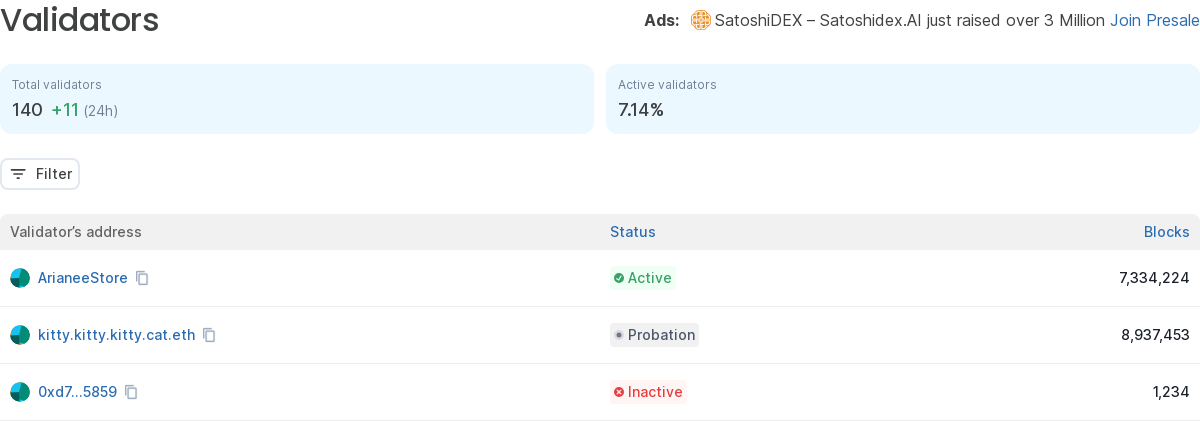 Validators
Ads: SatoshiDEX – Satoshidex.AI just raised over 3 Million Join Presale
Total validators
140 +11 (24h)
Active validators
7.14%
Filter
Validator’s address Status Blocks
ArianeeStore Active 7,334,224
kitty.kitty.kitty.cat.eth Probation 8,937,453
0xd7...5859 Inactive 1,234